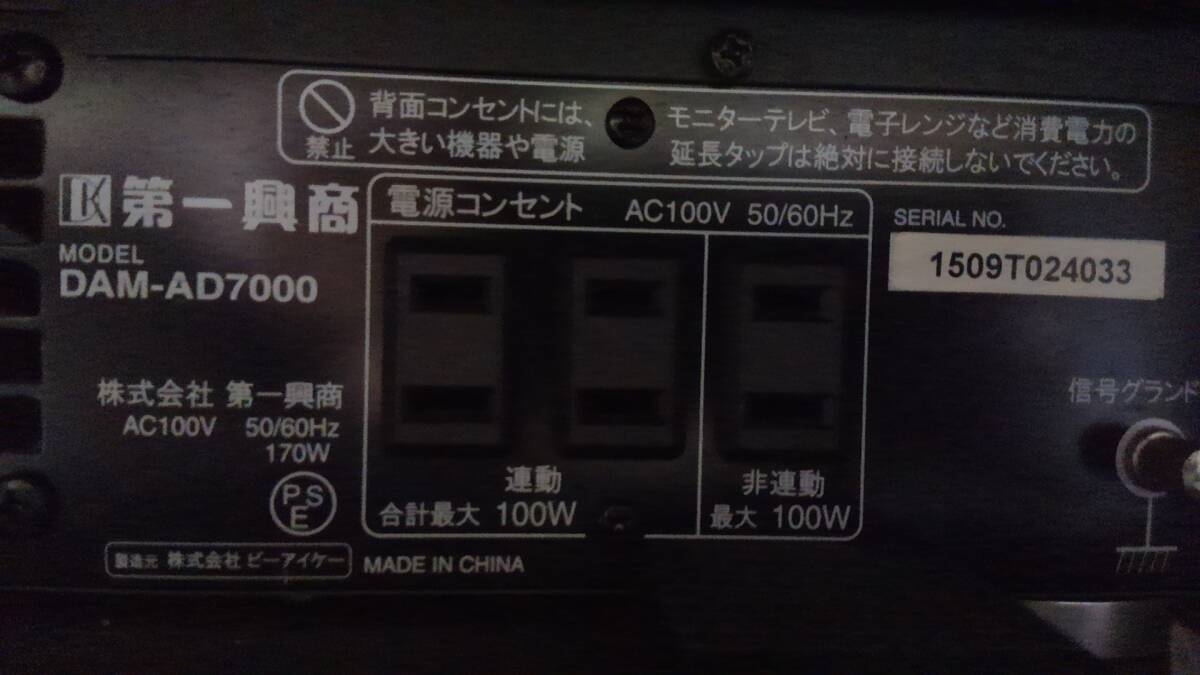 禁止
背面コンセントには、モニターテレビ、電子レンジなど消費電力の
大きい機器や電源延長タップは絶対に接続しないでください。
DK 第一興商
MODEL
DAM-AD7000
電源コンセント AC100V 50/60Hz
SERIAL NO.
1509T024033
株式会社 第一興商
AC100V 50/60Hz
170W
PSE
連動
合計最大 100W
非連動
最大 100W
信号グランド
製造元 株式会社 ビーアイケー
MADE IN CHINA